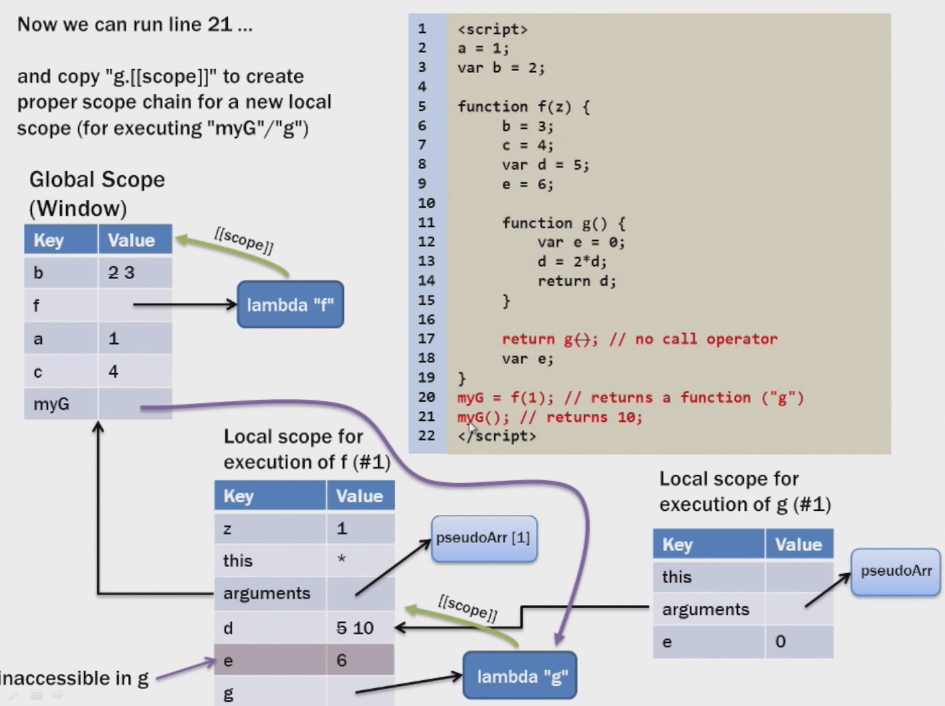 Now we can run line 21 ...
and copy "g.[[scope]]" to create
proper scope chain for a new local
scope (for executing "myG"/"g")
Global Scope
(Window)
Key Value
b 2 3
f
a 1
c 4
myG
[[scope]]
lambda "f"
1 <script>
2 a = 1;
3 var b = 2;
4
5 function f(z) {
6 b = 3;
7 c = 4;
8 var d = 5;
9 e = 6;
10
11 function g() {
12 var e = 0;
13 d = 2*d;
14 return d;
15 }
16
17 return g(); // no call operator
18 var e;
19 }
20 myG = f(1); // returns a function ("g")
21 myG(); // returns 10;
22 </script>
Local scope for
execution of f (#1)
Key Value
z 1
this *
arguments
d 5 10
e 6
g
pseudoArr [1]
[[scope]]
lambda "g"
inaccessible in g
Local scope for
execution of g (#1)
Key Value
this
arguments
e 0
pseudoArr